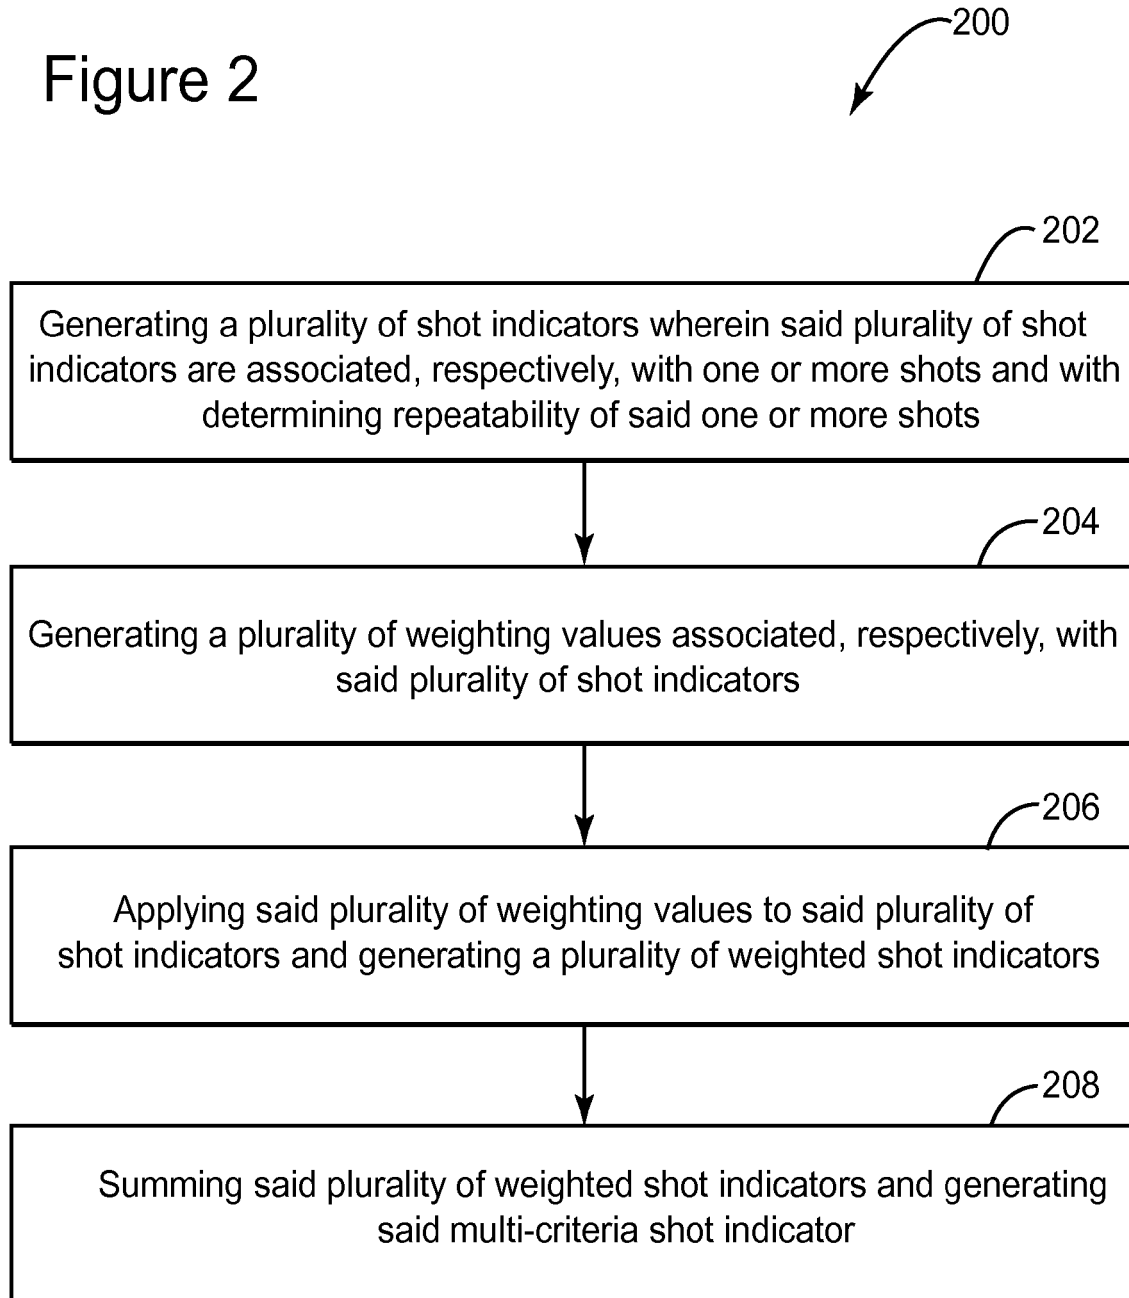 200
Figure 2
202
Generating a plurality of shot indicators wherein said plurality of shot
indicators are associated, respectively, with one or more shots and with
determining repeatability of said one or more shots
204
Generating a plurality of weighting values associated, respectively, with
said plurality of shot indicators
206
Applying said plurality of weighting values to said plurality of
shot indicators and generating a plurality of weighted shot indicators
208
Summing said plurality of weighted shot indicators and generating
said multi-criteria shot indicator